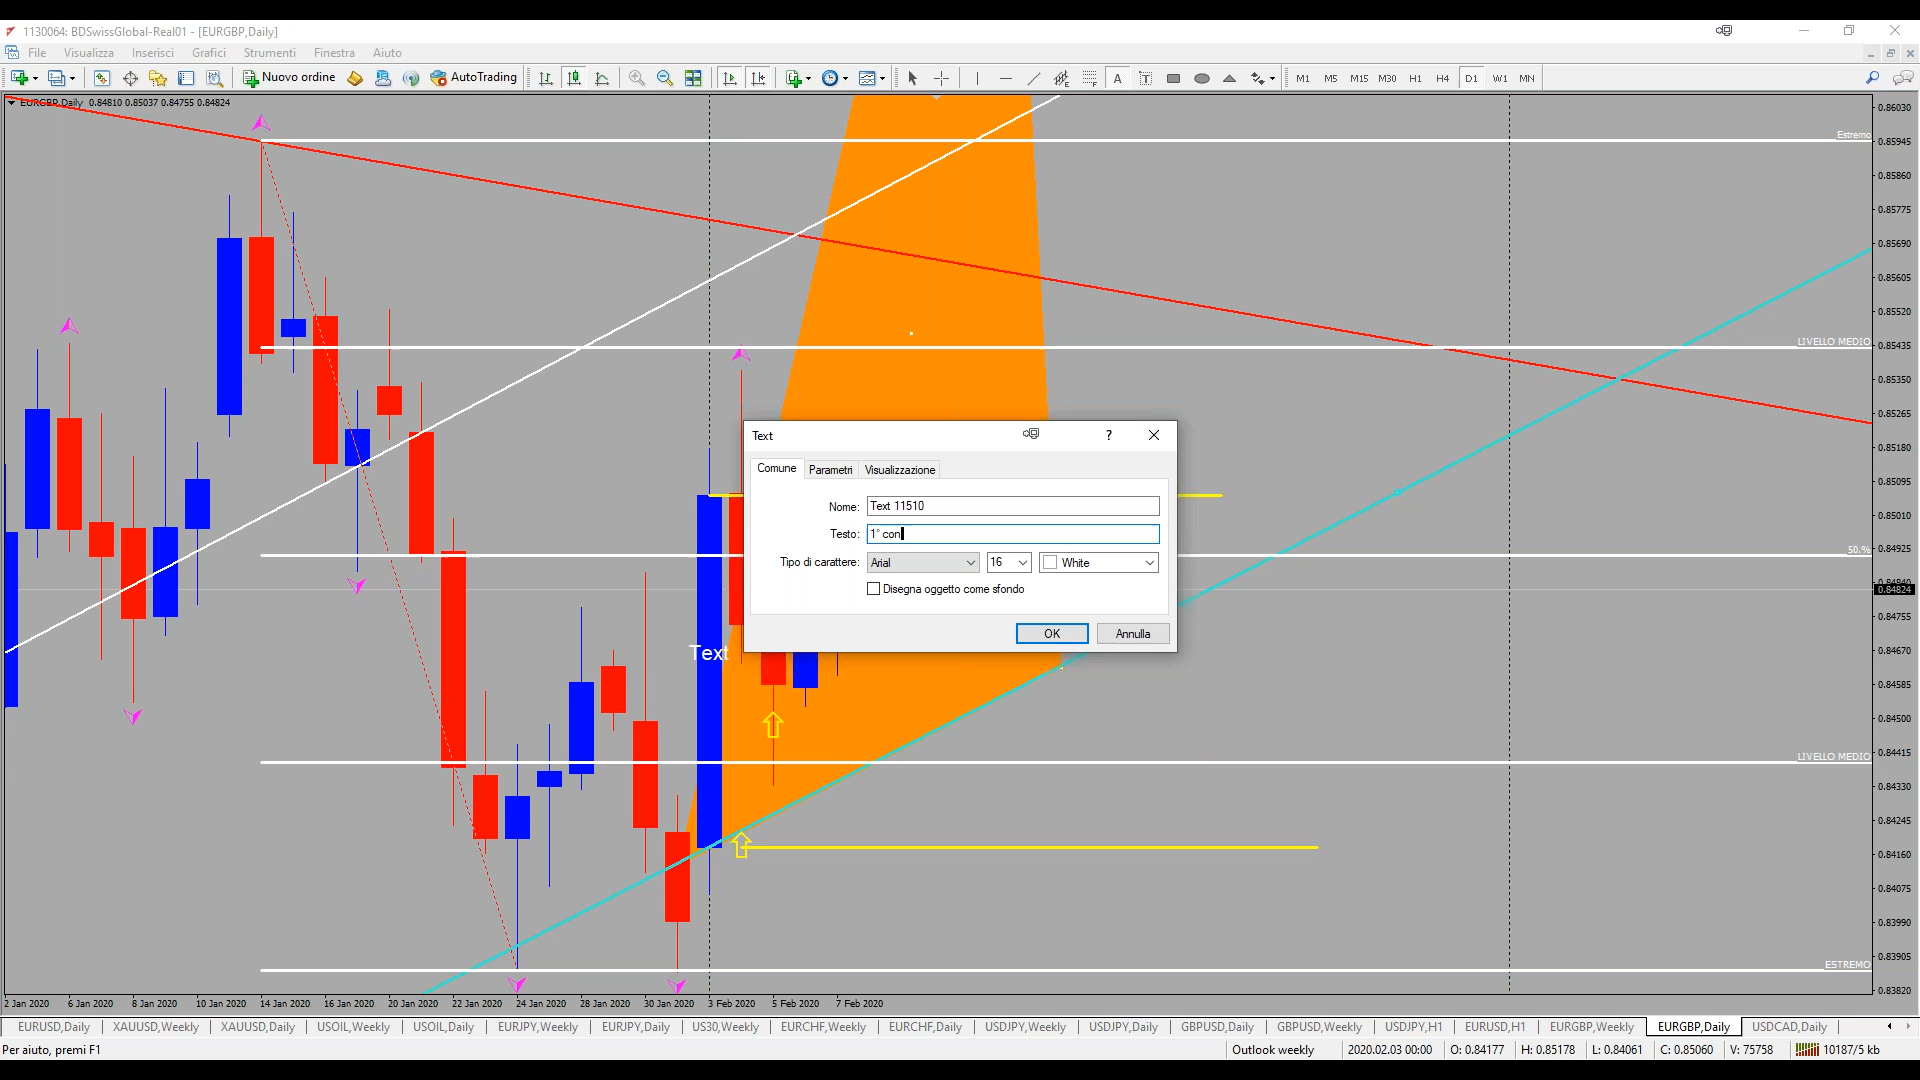 1130064: BDSwissGlobal-Real01 - [EURGBP,Daily]
File Visualizza Inserisci Grafici Strumenti Finestra Aiuto
Nuovo ordine AutoTrading A T M1 M5 M15 M30 H1 H4 D1 W1 MN
EURGBP,Daily 0.84810 0.85037 0.84755 0.84824
0.86030
Estremo
0.85945
0.85860
0.85775
0.85690
0.85605
0.85520
LIVELLO MEDIO
0.85435
0.85350
0.85265
0.85180
0.85095
0.85010
50.%
0.84925
0.84840
0.84824
0.84755
0.84670
0.84585
0.84500
LIVELLO MEDIO
0.84415
0.84330
0.84245
0.84160
0.84075
0.83990
ESTREMO
0.83905
0.83820
Text
Text ?
Comune Parametri Visualizzazione
Nome: Text 11510
Testo: 1° con
Tipo di carattere: Arial 16 White
Disegna oggetto come sfondo
OK Annulla
2 Jan 2020 6 Jan 2020 8 Jan 2020 10 Jan 2020 14 Jan 2020 16 Jan 2020 20 Jan 2020 22 Jan 2020 24 Jan 2020 28 Jan 2020 30 Jan 2020 3 Feb 2020 5 Feb 2020 7 Feb 2020
EURUSD,Daily XAUUSD,Weekly XAUUSD,Daily USOIL,Weekly USOIL,Daily EURJPY,Weekly EURJPY,Daily US30,Weekly EURCHF,Weekly EURCHF,Daily USDJPY,Weekly USDJPY,Daily GBPUSD,Daily GBPUSD,Weekly USDJPY,H1 EURUSD,H1 EURGBP,Weekly EURGBP,Daily USDCAD,Daily
Per aiuto, premi F1 Outlook weekly 2020.02.03 00:00 O: 0.84177 H: 0.85178 L: 0.84061 C: 0.85060 V: 75758 10187/5 kb